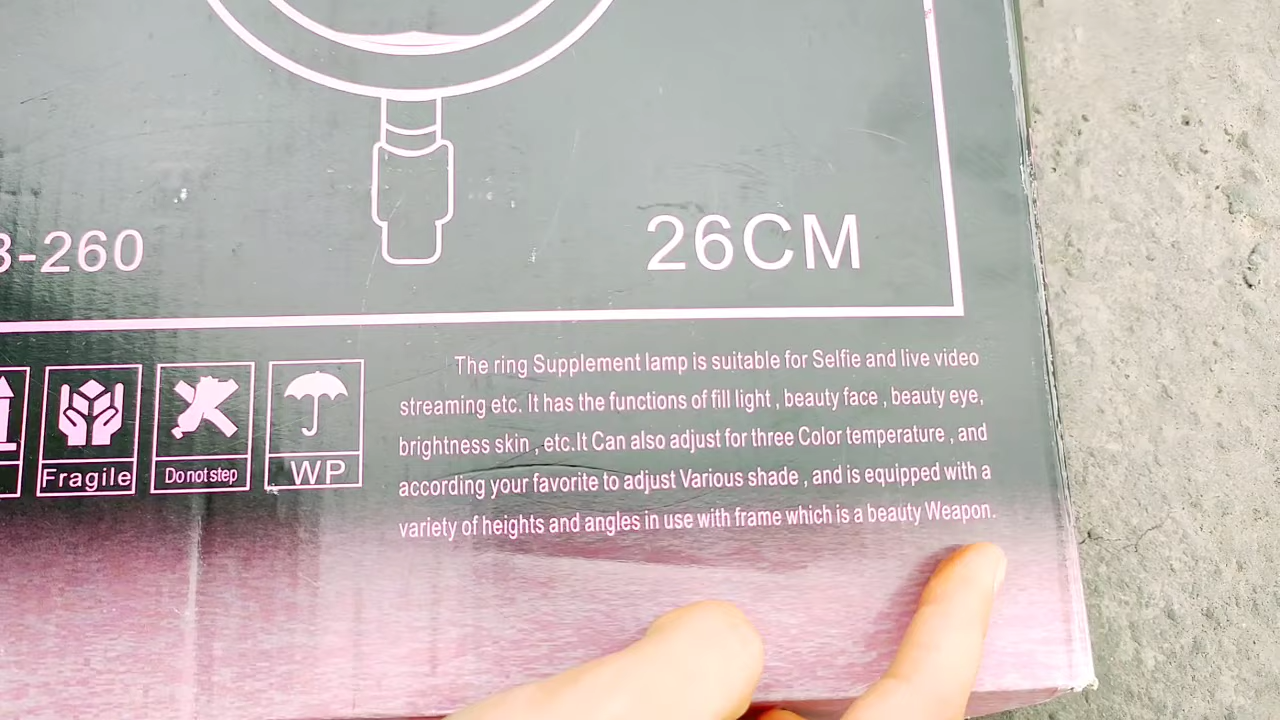 3-260
26CM
The ring Supplement lamp is suitable for Selfie and live video
streaming etc. It has the functions of fill light , beauty face , beauty eye,
brightness skin , etc.It Can also adjust for three Color temperature , and
according your favorite to adjust Various shade , and is equipped with a
variety of heights and angles in use with frame which is a beauty Weapon.
Fragile
Do not step
WP